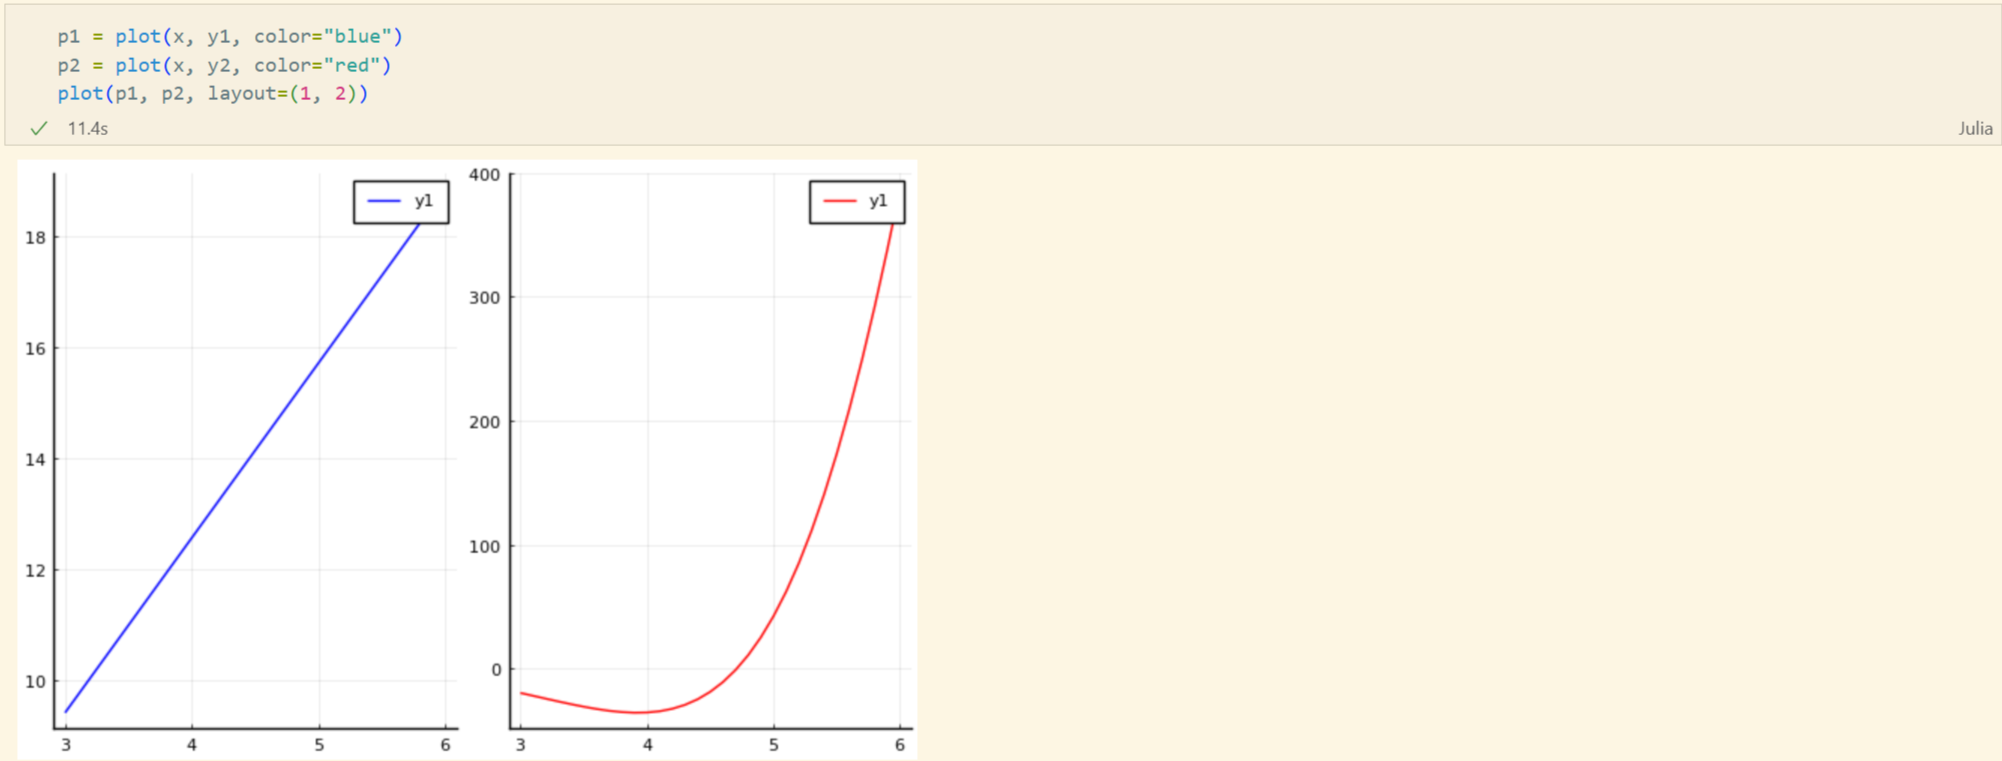 p1 = plot(x, y1, color="blue")
p2 = plot(x, y2, color="red")
plot(p1, p2, layout=(1, 2))
11.4s
Julia
y1
18
16
14
12
10
3 4 5 6
y1
400
300
200
100
0
3 4 5 6